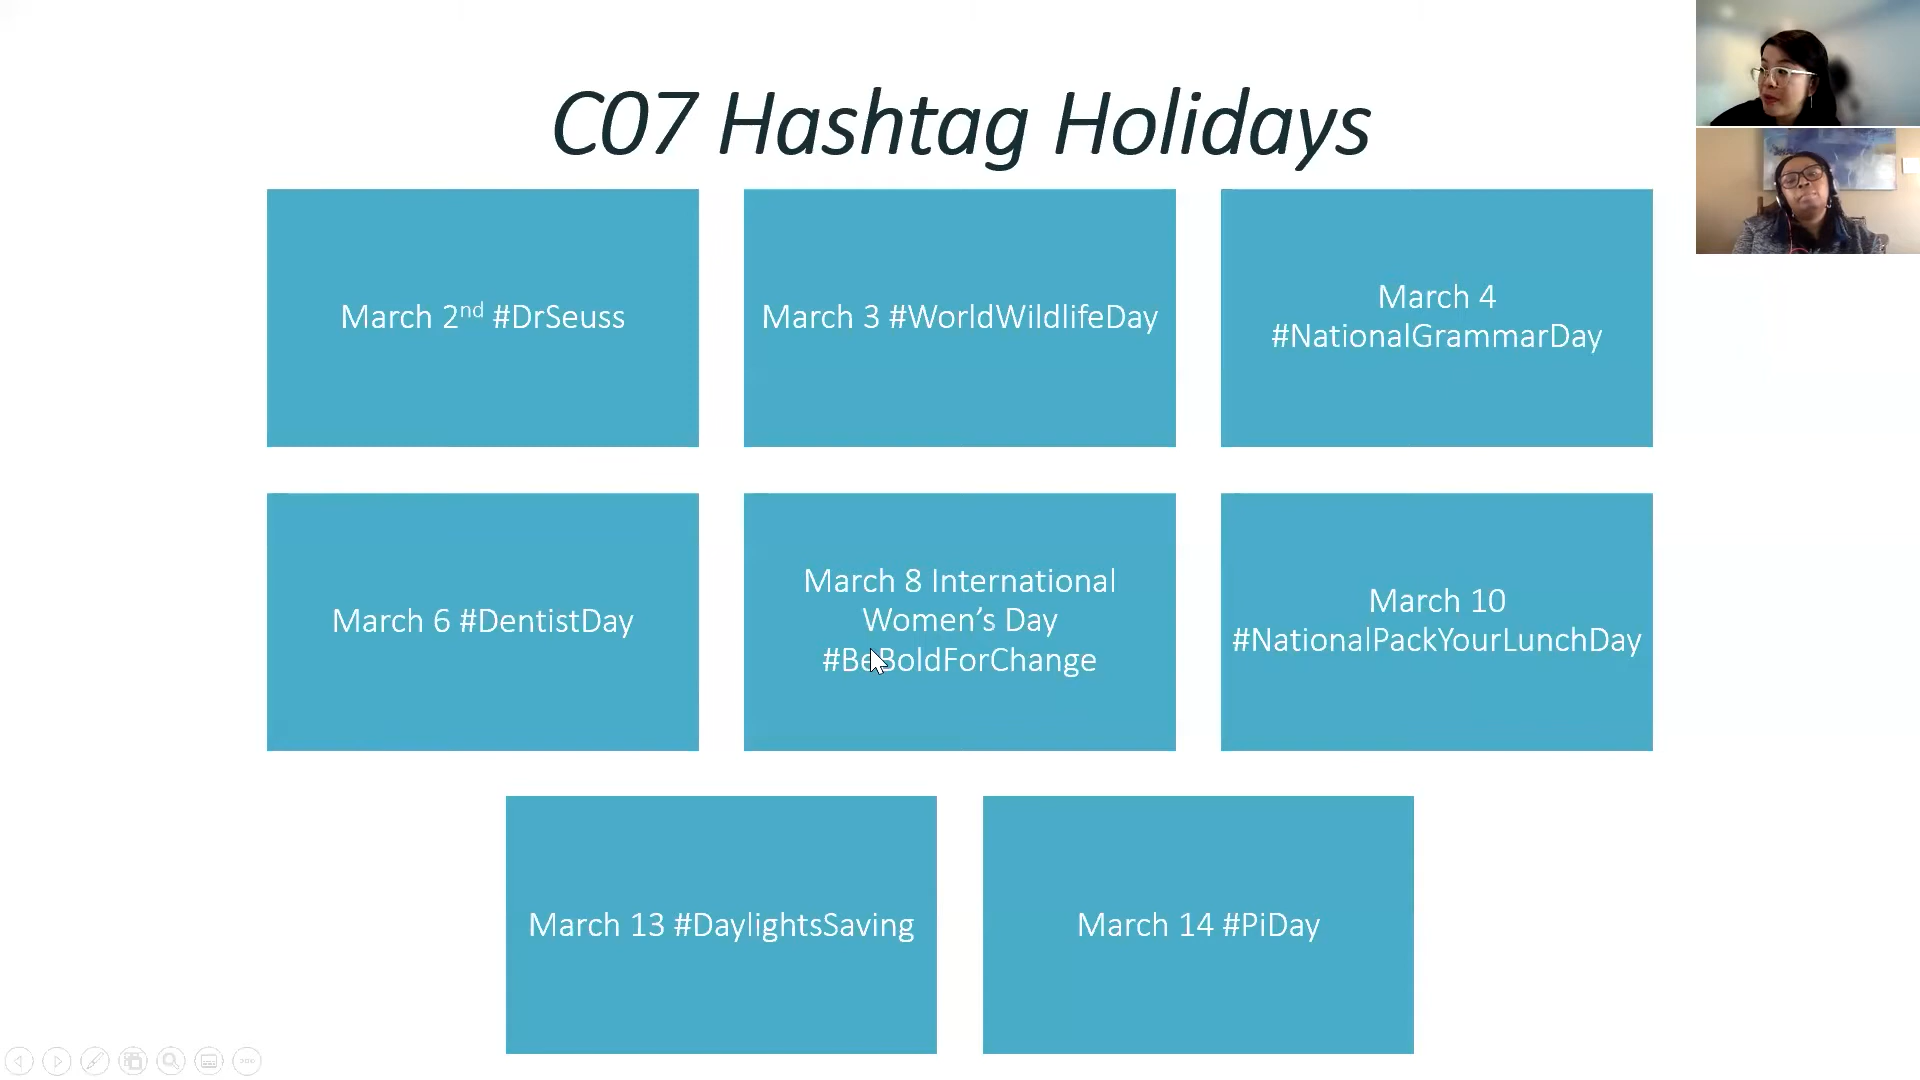 C07 Hashtag Holidays
March 2nd #DrSeuss
March 3 #WorldWildlifeDay
March 4
#NationalGrammarDay
March 6 #DentistDay
March 8 International
Women’s Day
#BeBoldForChange
March 10
#NationalPackYourLunchDay
March 13 #DaylightsSaving
March 14 #PiDay